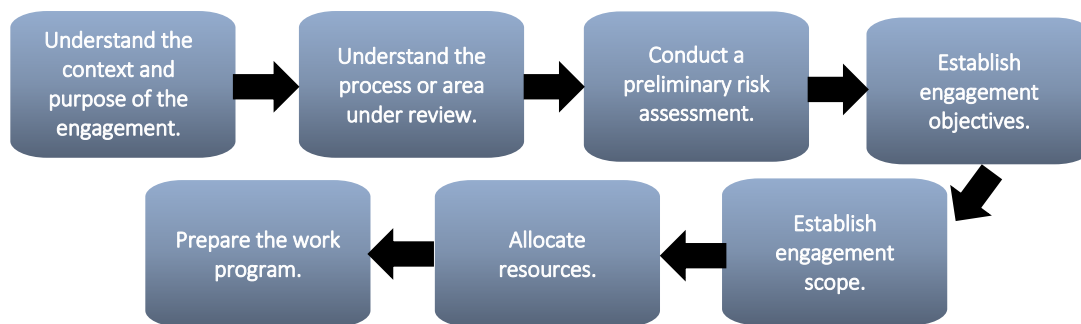 Understand the
context and
purpose of the
engagement.
Understand the
process or area
under review.
Conduct a
preliminary risk
assessment.
Establish
engagement
objectives.
Establish
engagement
scope.
Allocate
resources.
Prepare the work
program.